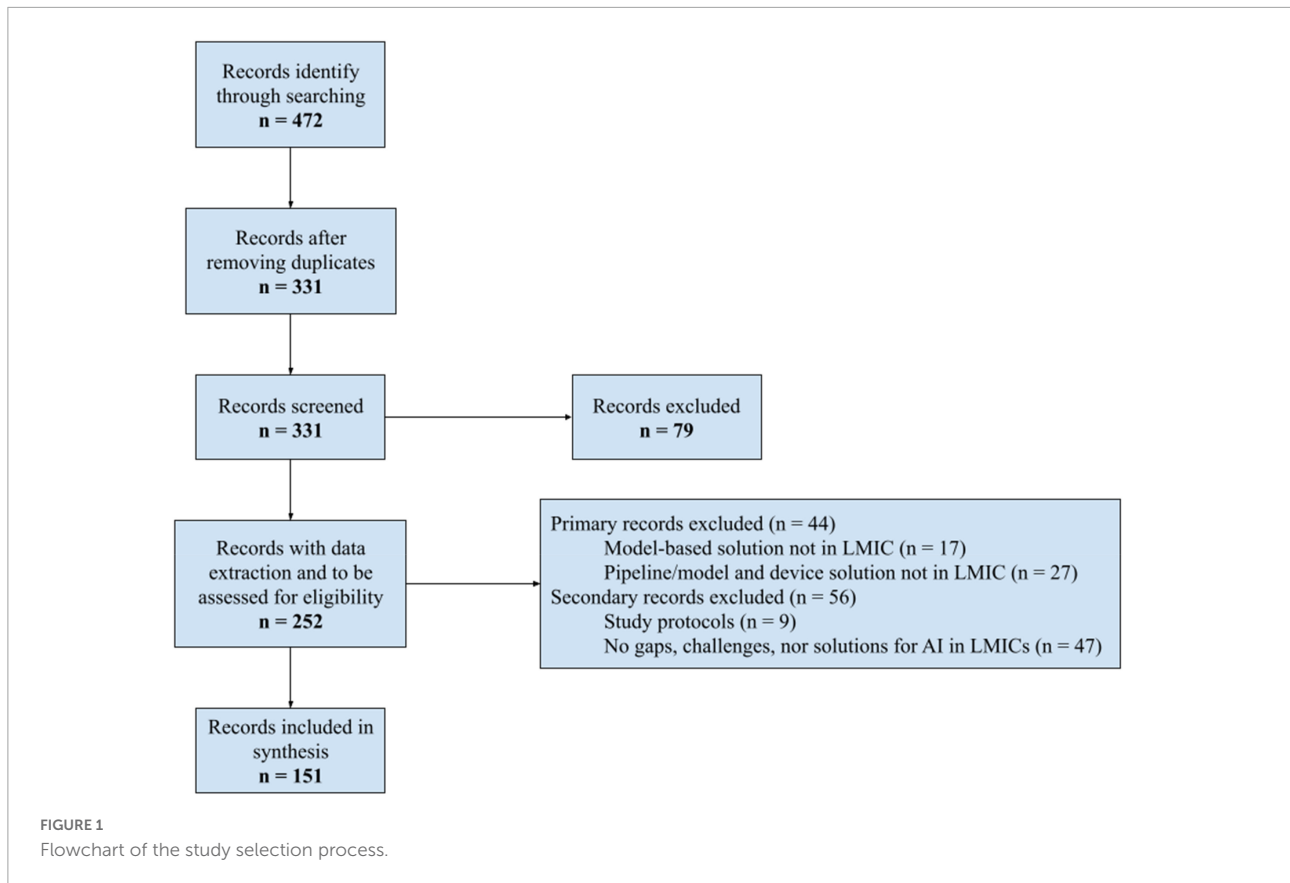 Records identify
through searching
n = 472
Records after
removing duplicates
n = 331
Records screened
n = 331
Records excluded
n = 79
Records with data
extraction and to be
assessed for eligibility
n = 252
Primary records excluded (n = 44)
Model-based solution not in LMIC (n = 17)
Pipeline/model and device solution not in LMIC (n = 27)
Secondary records excluded (n = 56)
Study protocols (n = 9)
No gaps, challenges, nor solutions for AI in LMICs (n = 47)
Records included in
synthesis
n = 151
FIGURE 1
Flowchart of the study selection process.